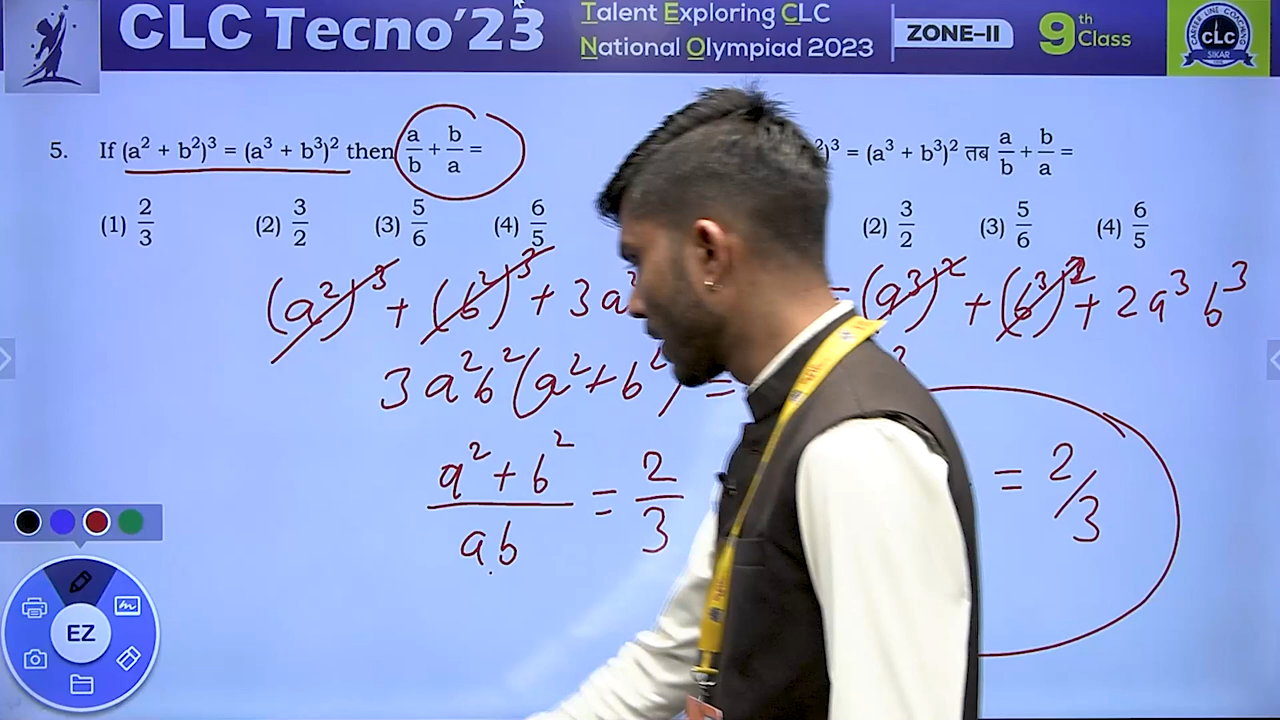 CLC Tecno'23
Talent Exploring CLC
National Olympiad 2023
ZONE-II
9th Class
CAREER LINE COACHING
CLC
SIKAR
5. If (a² + b²)³ = (a³ + b³)² then a/b + b/a =
)³ = (a³ + b³)² तब a/b + b/a =
(1) 2/3 (2) 3/2 (3) 5/6 (4) 6/5
(2) 3/2 (3) 5/6 (4) 6/5
(a²)³ + (b²)³ + 3a = (a³)² + (b³)² + 2a³b³
3a²b²(a²+b²) =
a²+b²/ab = 2/3
= 2/3
EZ